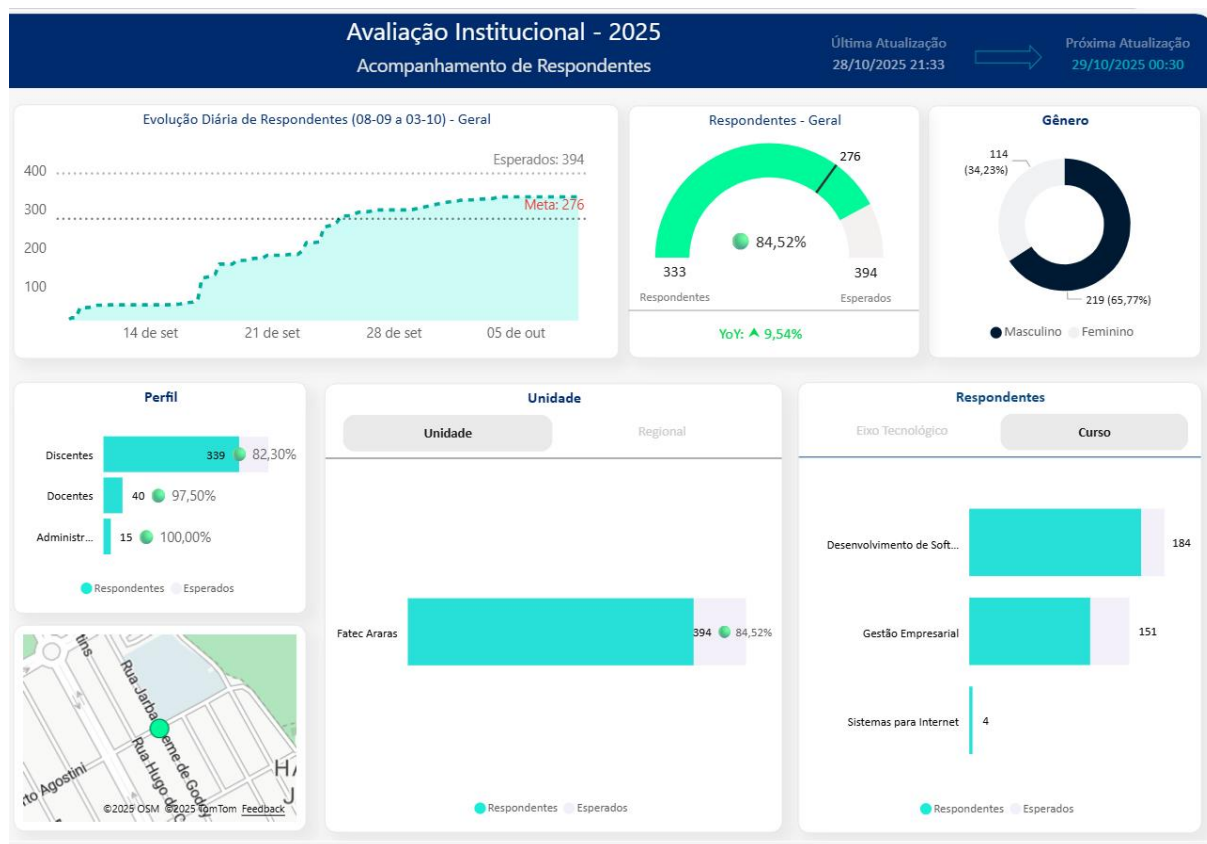 Avaliação Institucional - 2025
Acompanhamento de Respondentes
Última Atualização
28/10/2025 21:33
Próxima Atualização
29/10/2025 00:30
Evolução Diária de Respondentes (08-09 a 03-10) - Geral
Esperados: 394
Meta: 276
400
300
200
100
14 de set
21 de set
28 de set
05 de out
Respondentes - Geral
276
84,52%
333
394
Respondentes
Esperados
YoY: 9,54%
Gênero
114
(34,23%)
219 (65,77%)
Masculino
Feminino
Perfil
Discentes 339 82,30%
Docentes 40 97,50%
Administr... 15 100,00%
Respondentes Esperados
Unidade
Unidade
Regional
Fatec Araras 394 84,52%
Respondentes Esperados
Respondentes
Eixo Tecnológico
Curso
Desenvolvimento de Soft... 184
Gestão Empresarial 151
Sistemas para Internet 4
Respondentes Esperados
tins
Rua Jarba
eme de Godoy
Rua Hugo d
to Agostini
H/
J
©2025 OSM ©2025 TomTom Feedback